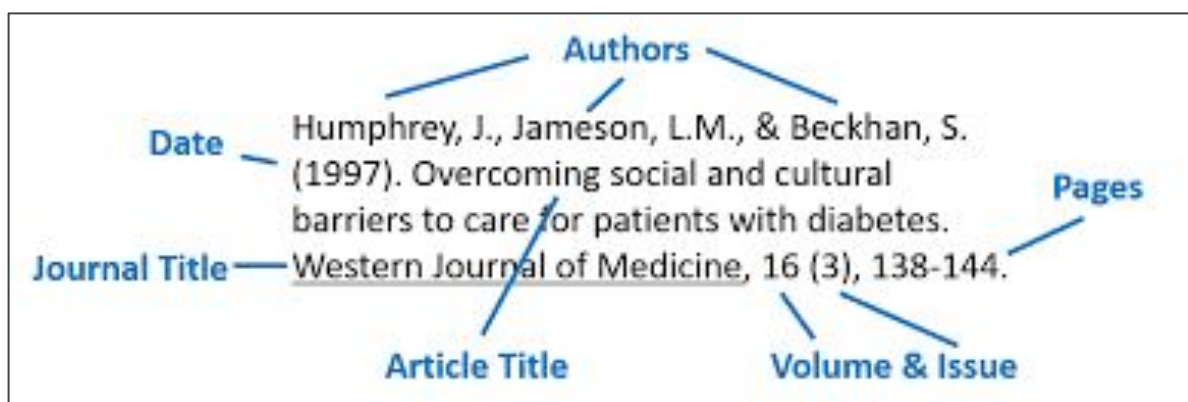 Authors
Humphrey, J., Jameson, L.M., & Beckhan, S.
Date
(1997). Overcoming social and cultural
Pages
barriers to care for patients with diabetes.
Journal Title
Western Journal of Medicine, 16 (3), 138-144.
Article Title
Volume & Issue